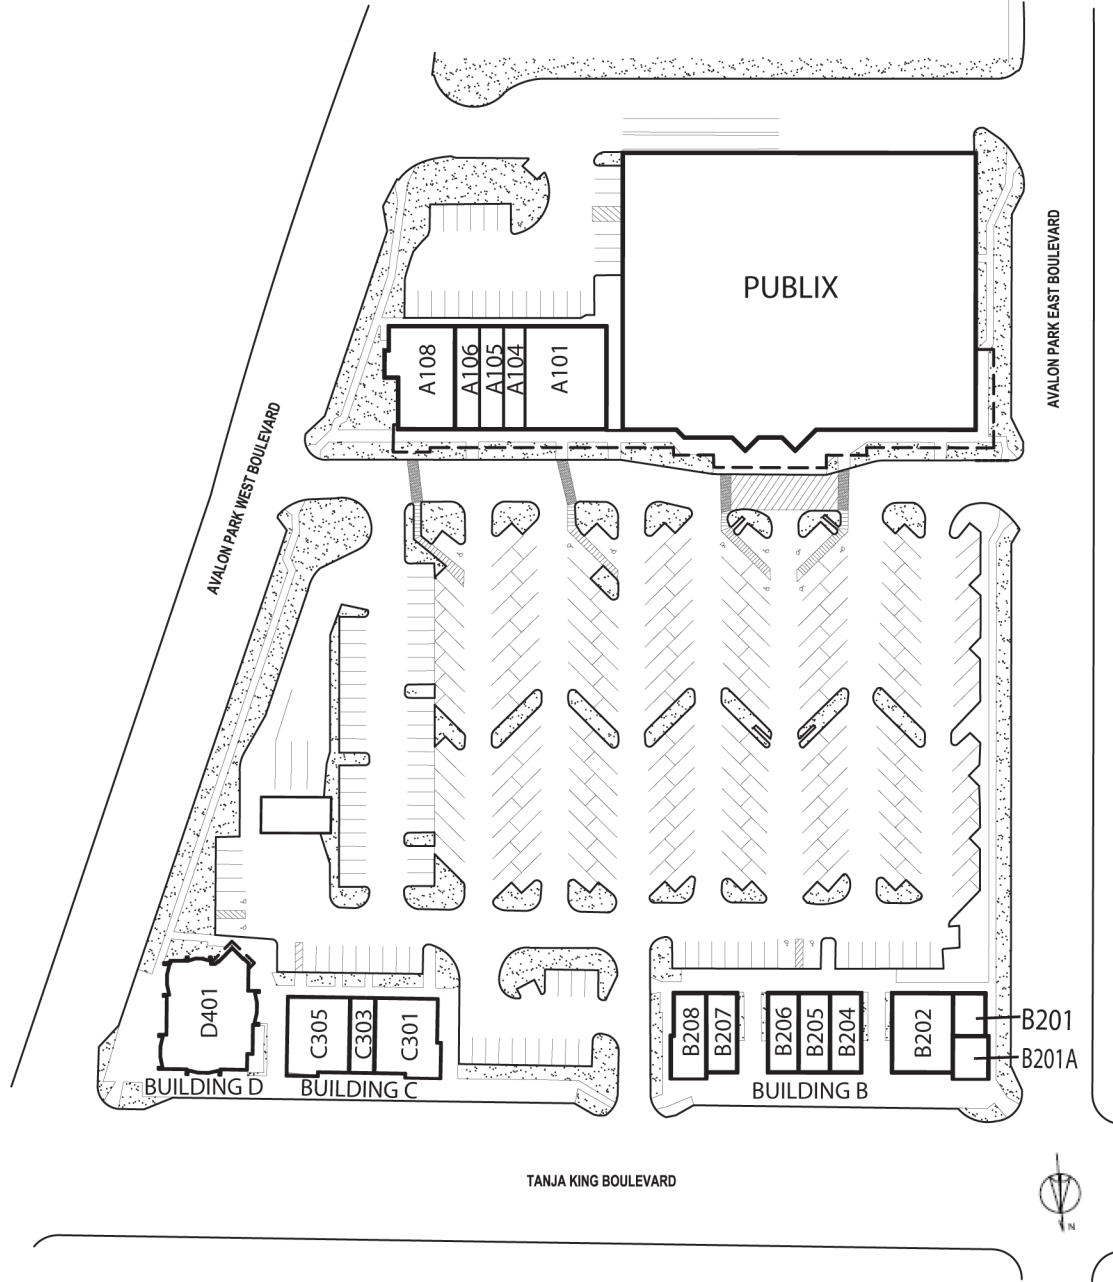 PUBLIX
AVALON PARK EAST BOULEVARD
A108
A106
A105
A104
A101
AVALON PARK WEST BOULEVARD
D401
C305
C303
C301
B208
B207
B206
B205
B204
B202
B201
B201A
BUILDING D
BUILDING C
BUILDING B
TANJA KING BOULEVARD
N